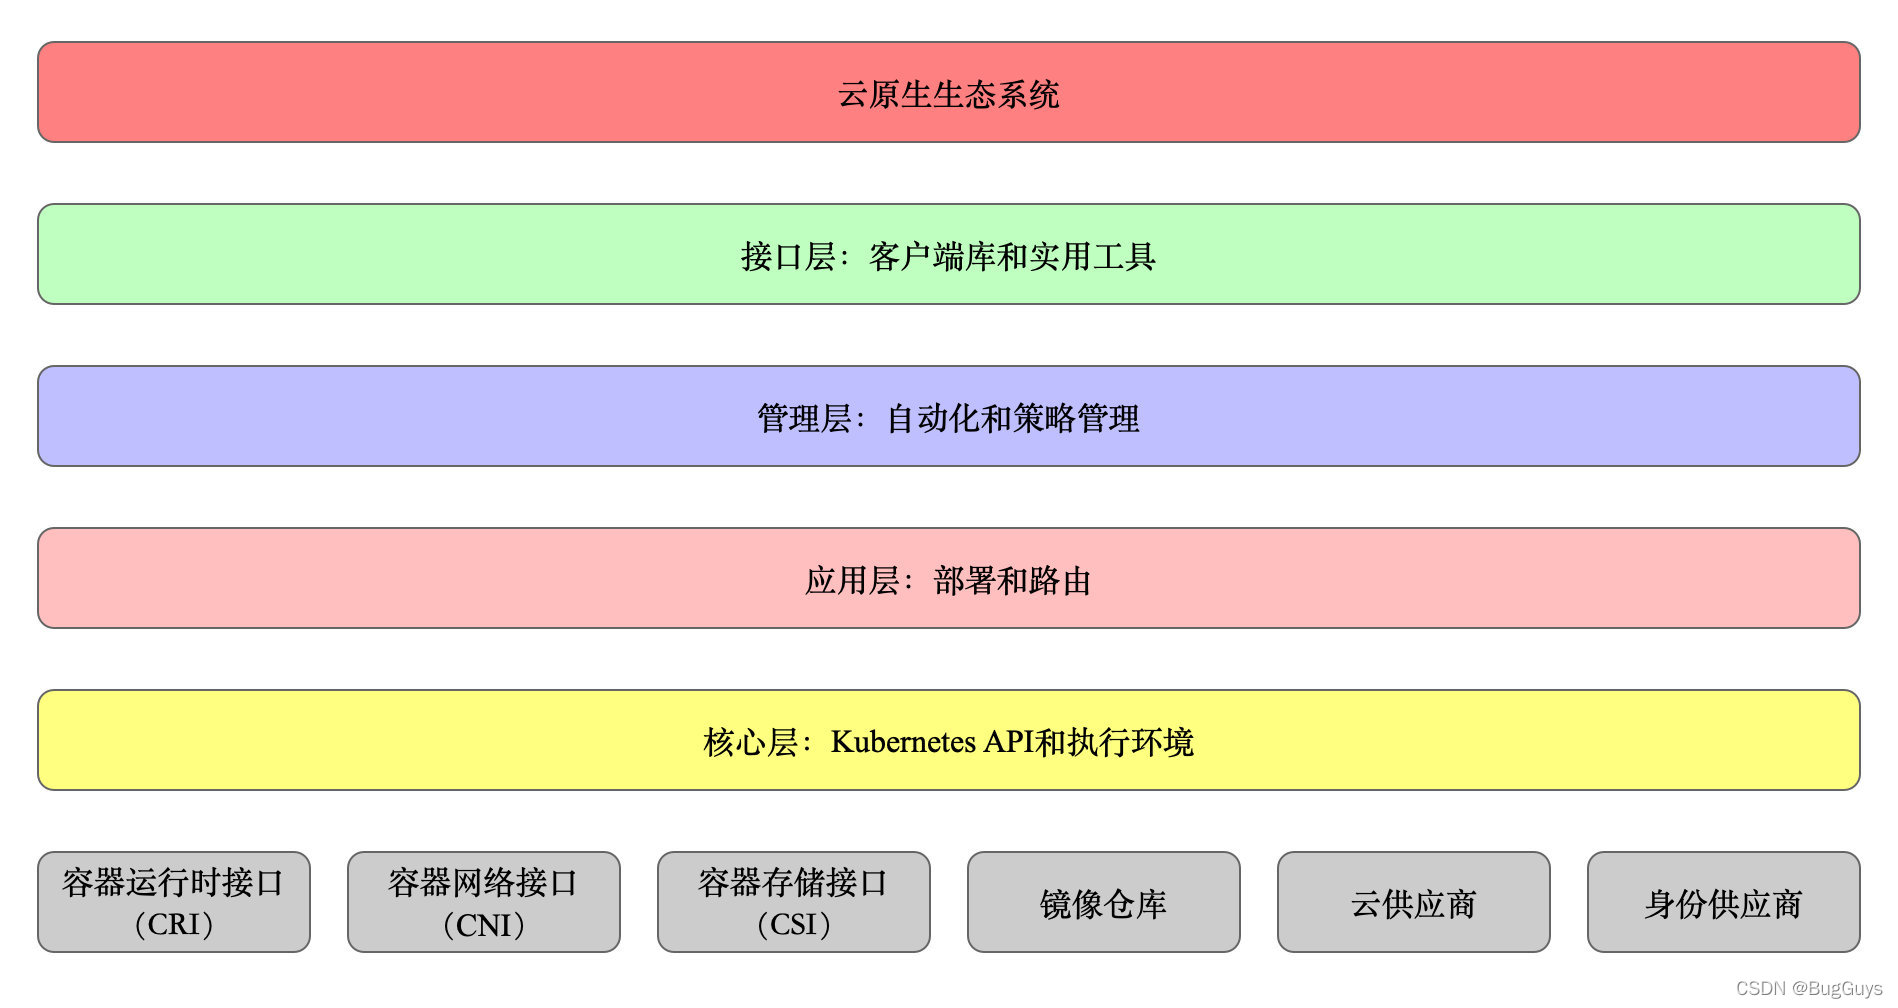 云原生生态系统
接口层：客户端库和实用工具
管理层：自动化和策略管理
应用层：部署和路由
核心层：Kubernetes API和执行环境
容器运行时接口
（CRI）
容器网络接口
（CNI）
容器存储接口
（CSI）
镜像仓库
云供应商
身份供应商
CSDN @BugGuys